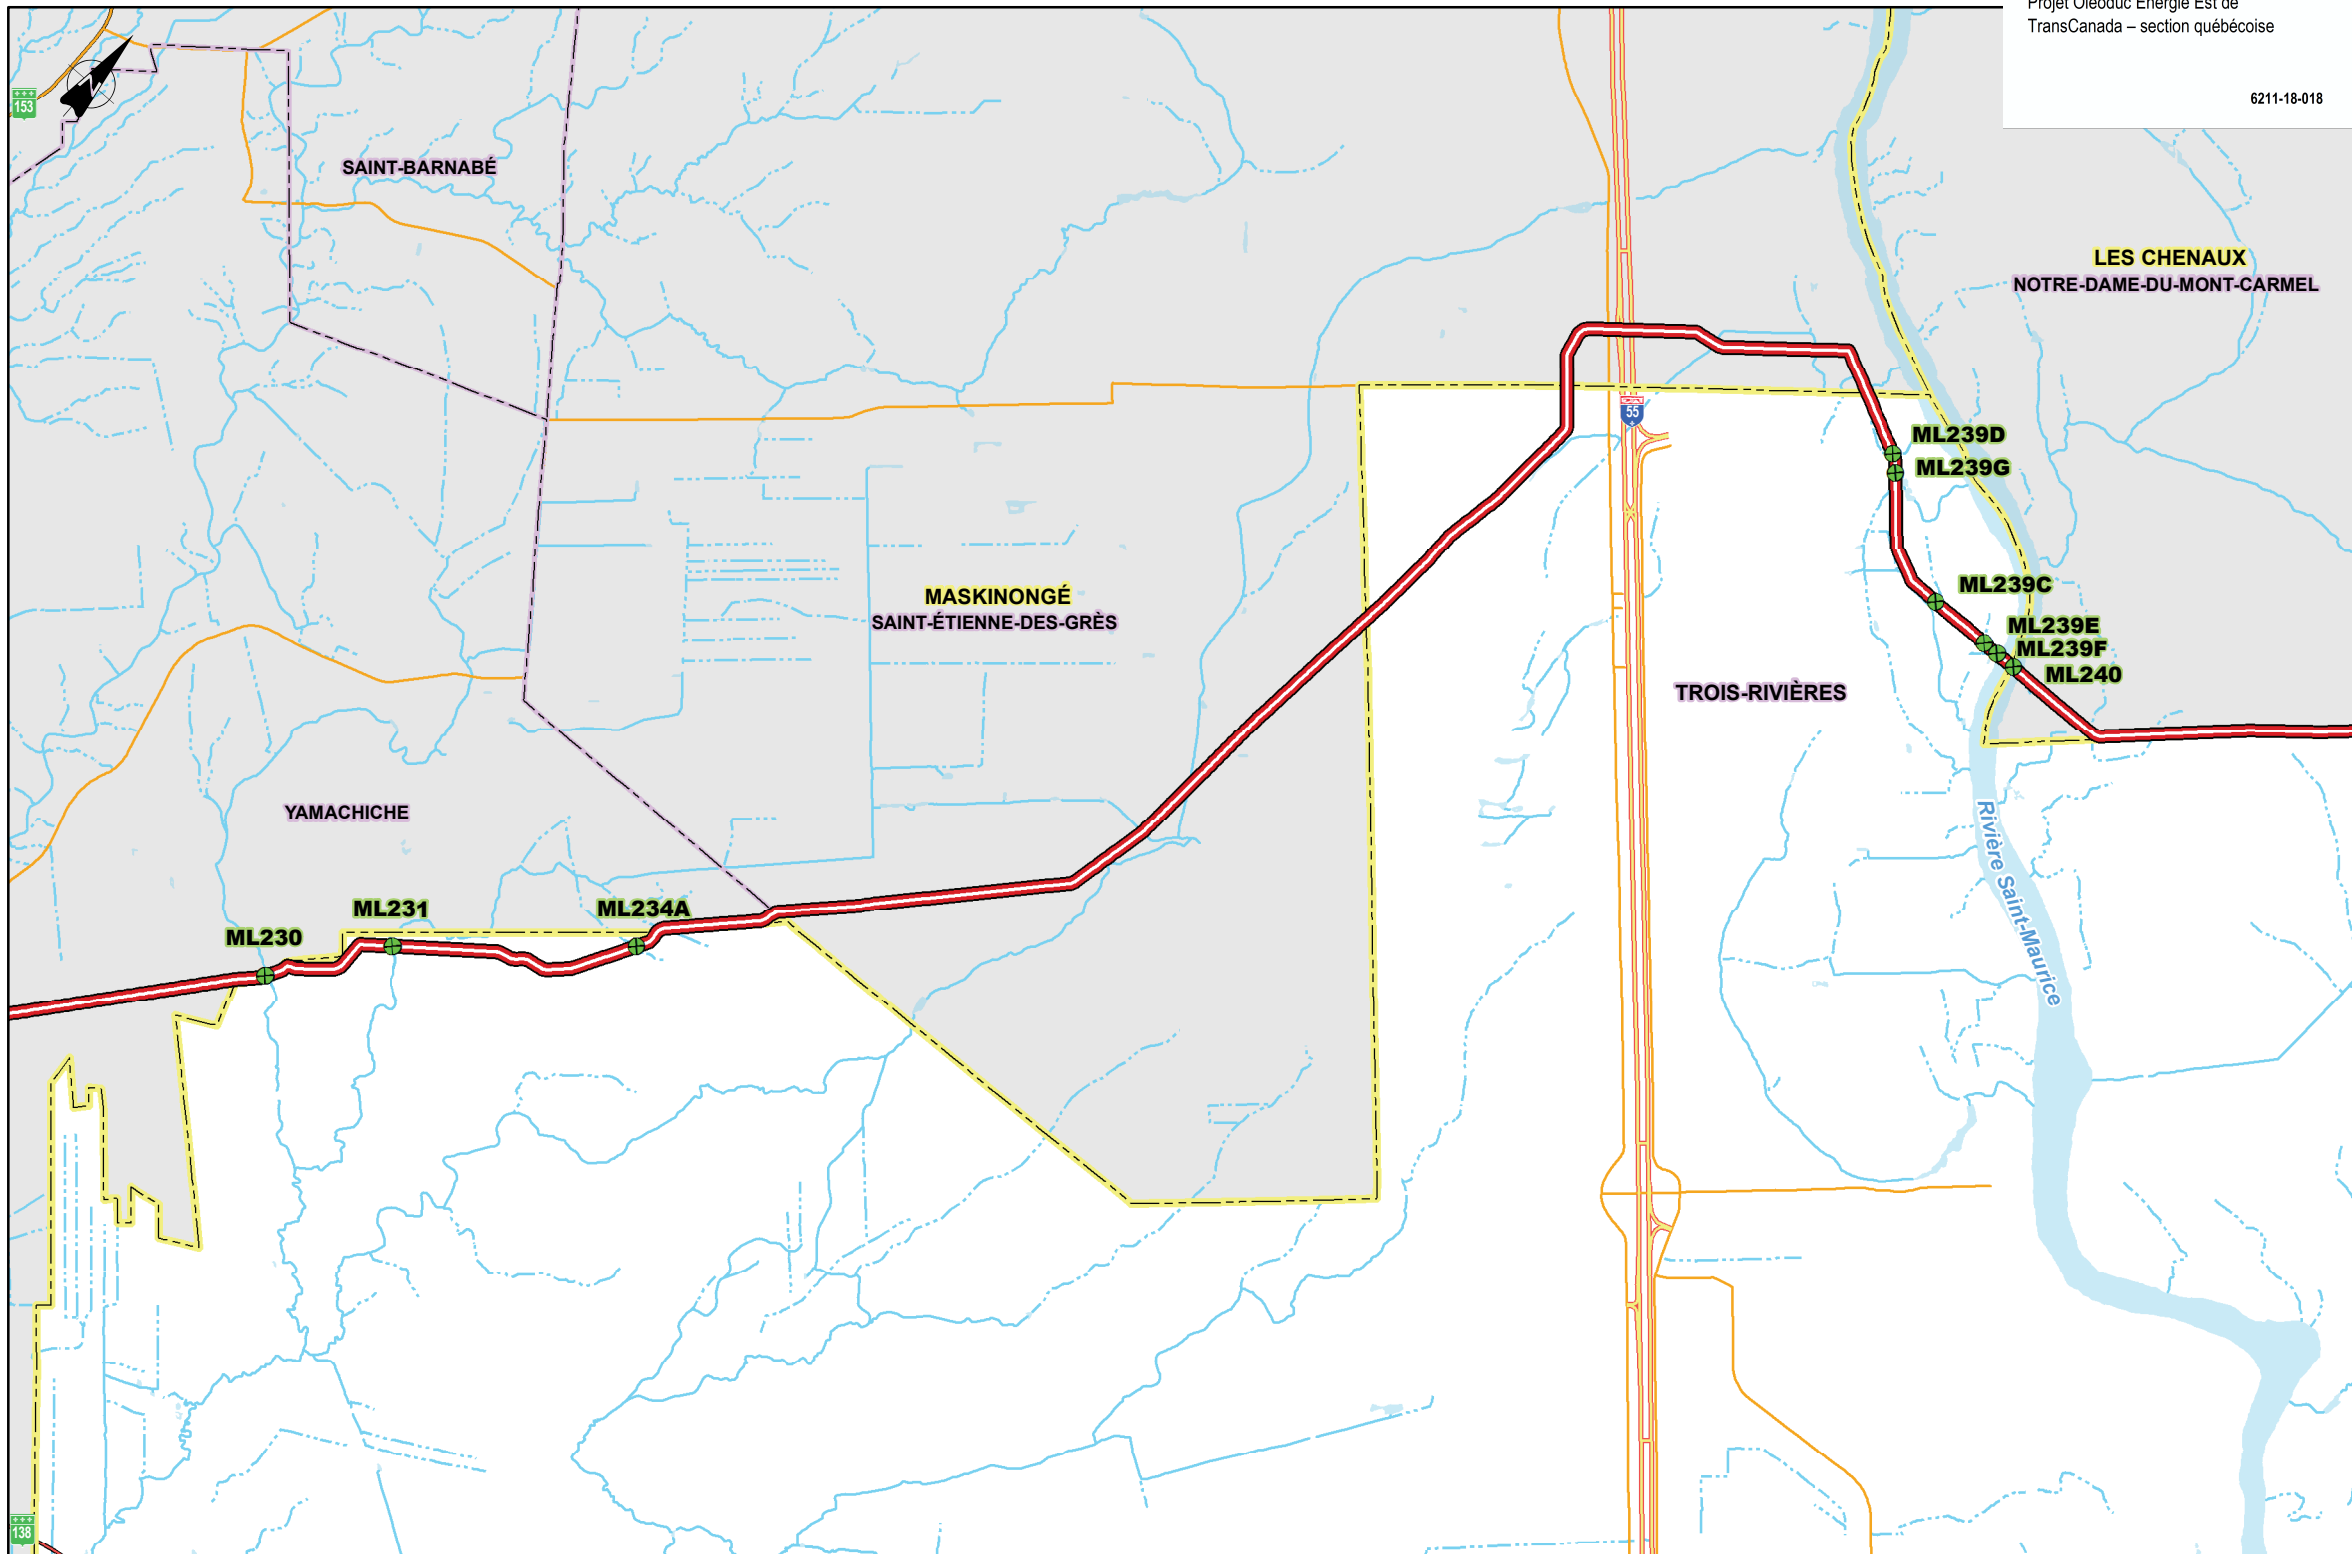 Projet Oléoduc Énergie Est de
TransCanada – section québécoise
6211-18-018
153
N
SAINT-BARNABÉ
LES CHENAUX
NOTRE-DAME-DU-MONT-CARMEL
55
ML239D
ML239G
ML239C
MASKINONGÉ
SAINT-ÉTIENNE-DES-GRÈS
ML239E
ML239F
ML240
TROIS-RIVIÈRES
YAMACHICHE
Rivière Saint-Maurice
ML231
ML234A
ML230
138